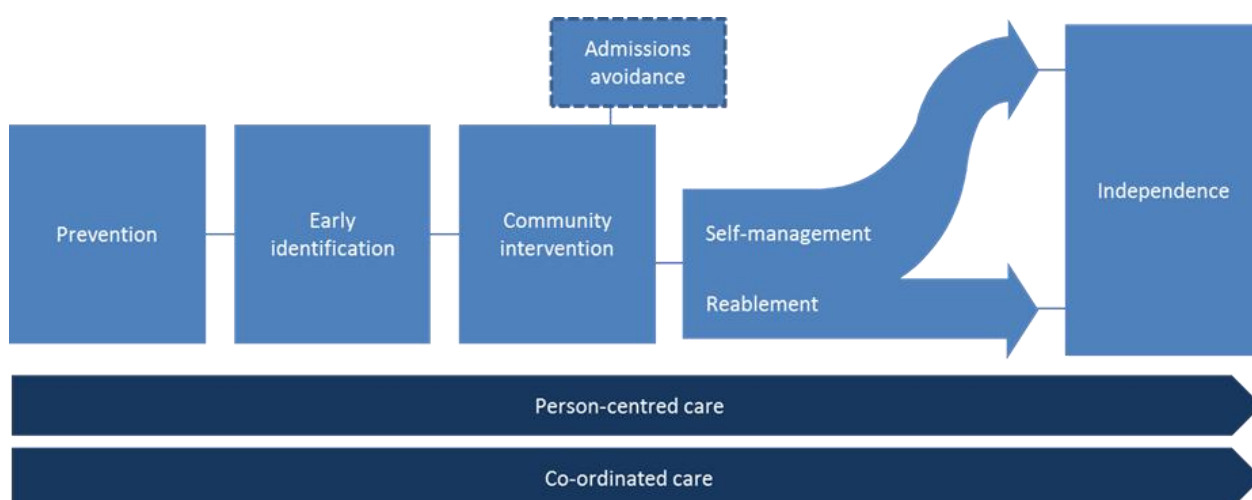 Admissions
avoidance
Prevention
Early
identification
Community
intervention
Self-management
Reablement
Independence
Person-centred care
Co-ordinated care